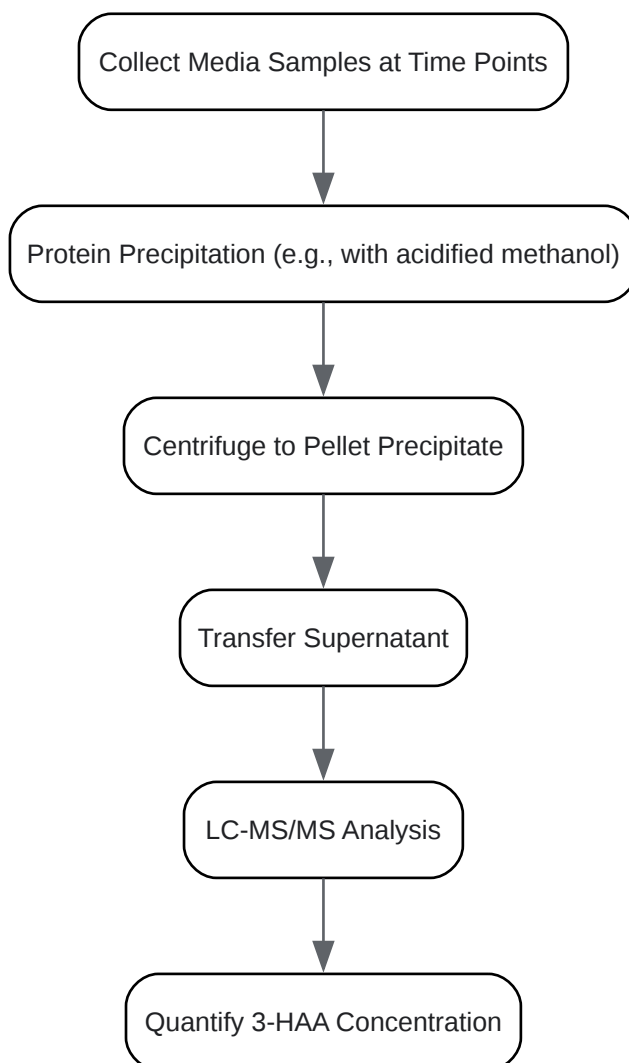 Collect Media Samples at Time Points
Protein Precipitation (e.g., with acidified methanol)
Centrifuge to Pellet Precipitate
Transfer Supernatant
LC-MS/MS Analysis
Quantify 3-HAA Concentration